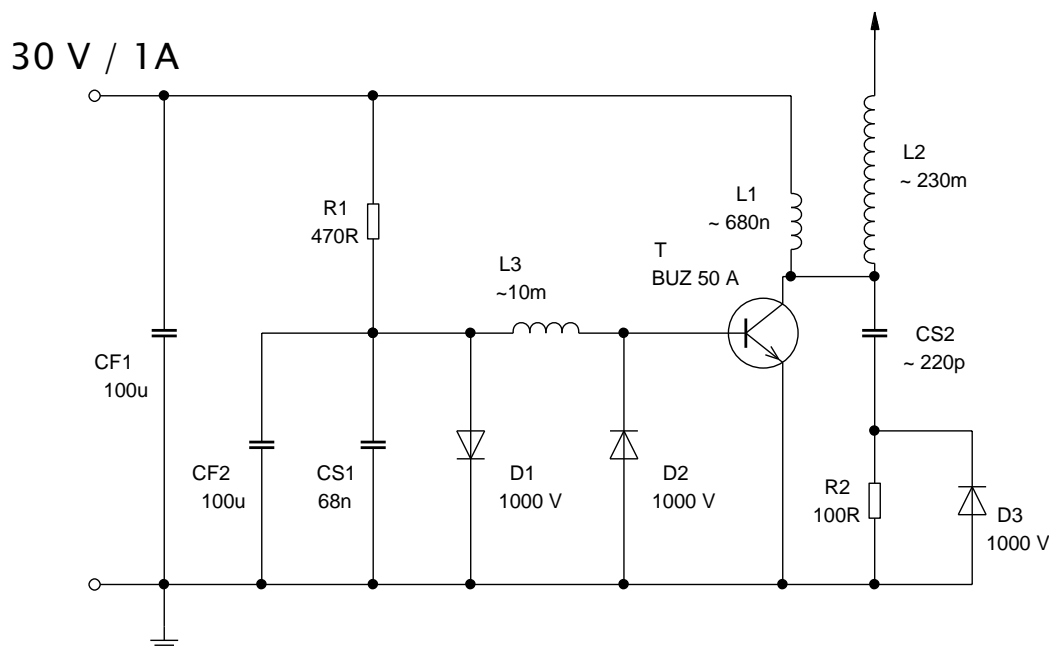 30 V / 1A
L2
~ 230m
L1
~ 680n
R1
470R
T
BUZ 50 A
L3
~10m
CS2
~ 220p
CF1
100u
CF2
100u
CS1
68n
D1
1000 V
D2
1000 V
R2
100R
D3
1000 V